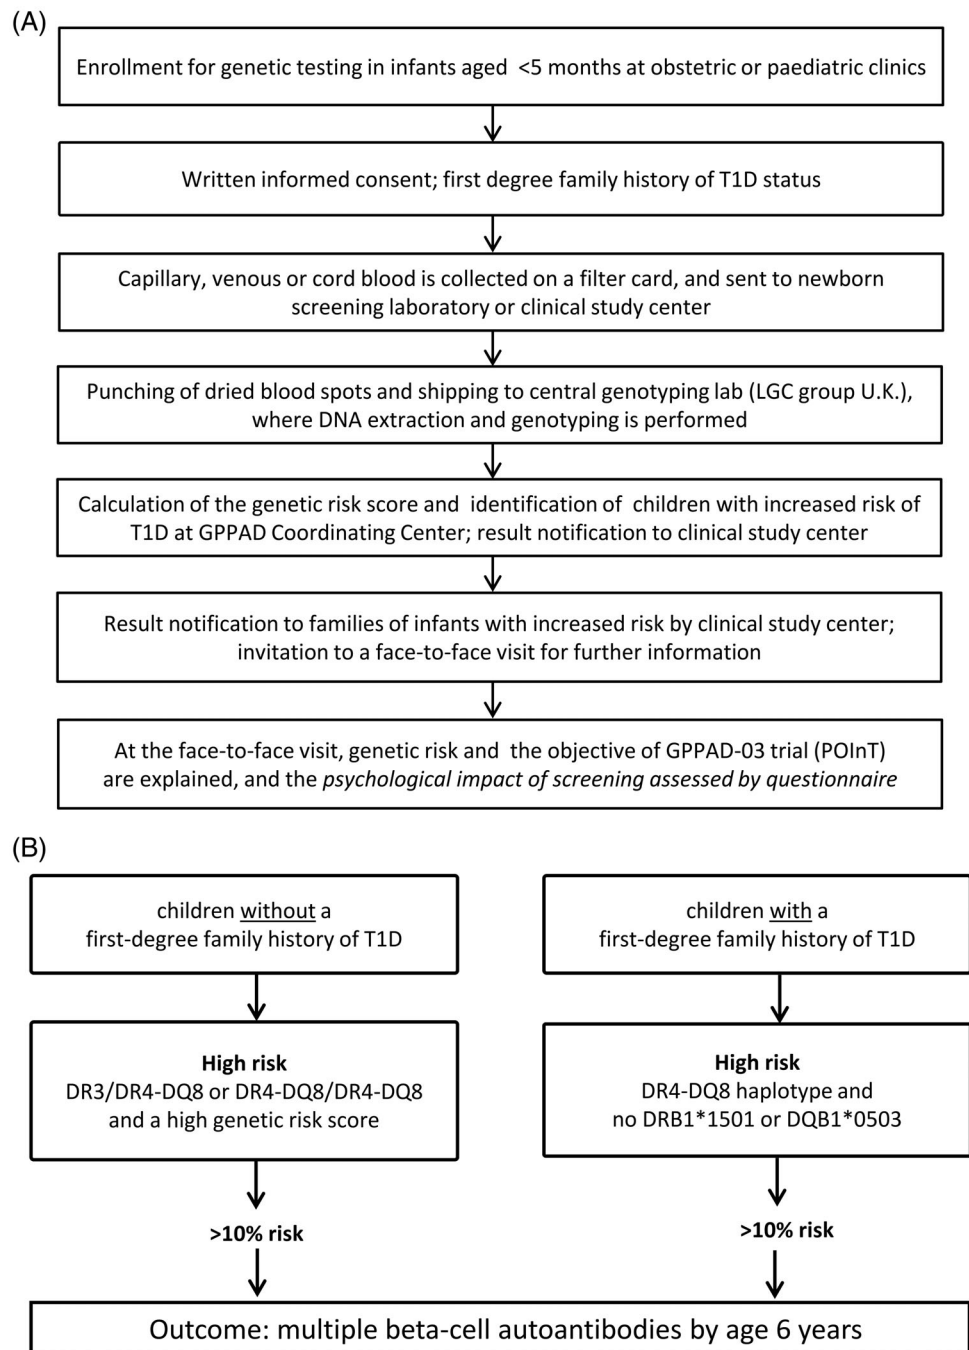 (A)
Enrollment for genetic testing in infants aged <5 months at obstetric or paediatric clinics
Written informed consent; first degree family history of T1D status
Capillary, venous or cord blood is collected on a filter card, and sent to newborn
screening laboratory or clinical study center
Punching of dried blood spots and shipping to central genotyping lab (LGC group U.K.),
where DNA extraction and genotyping is performed
Calculation of the genetic risk score and identification of children with increased risk of
T1D at GPPAD Coordinating Center; result notification to clinical study center
Result notification to families of infants with increased risk by clinical study center;
invitation to a face-to-face visit for further information
At the face-to-face visit, genetic risk and the objective of GPPAD-03 trial (POInT)
are explained, and the psychological impact of screening assessed by questionnaire
(B)
children without a
first-degree family history of T1D
High risk
DR3/DR4-DQ8 or DR4-DQ8/DR4-DQ8
and a high genetic risk score
>10% risk
children with a
first-degree family history of T1D
High risk
DR4-DQ8 haplotype and
no DRB1*1501 or DQB1*0503
>10% risk
Outcome: multiple beta-cell autoantibodies by age 6 years